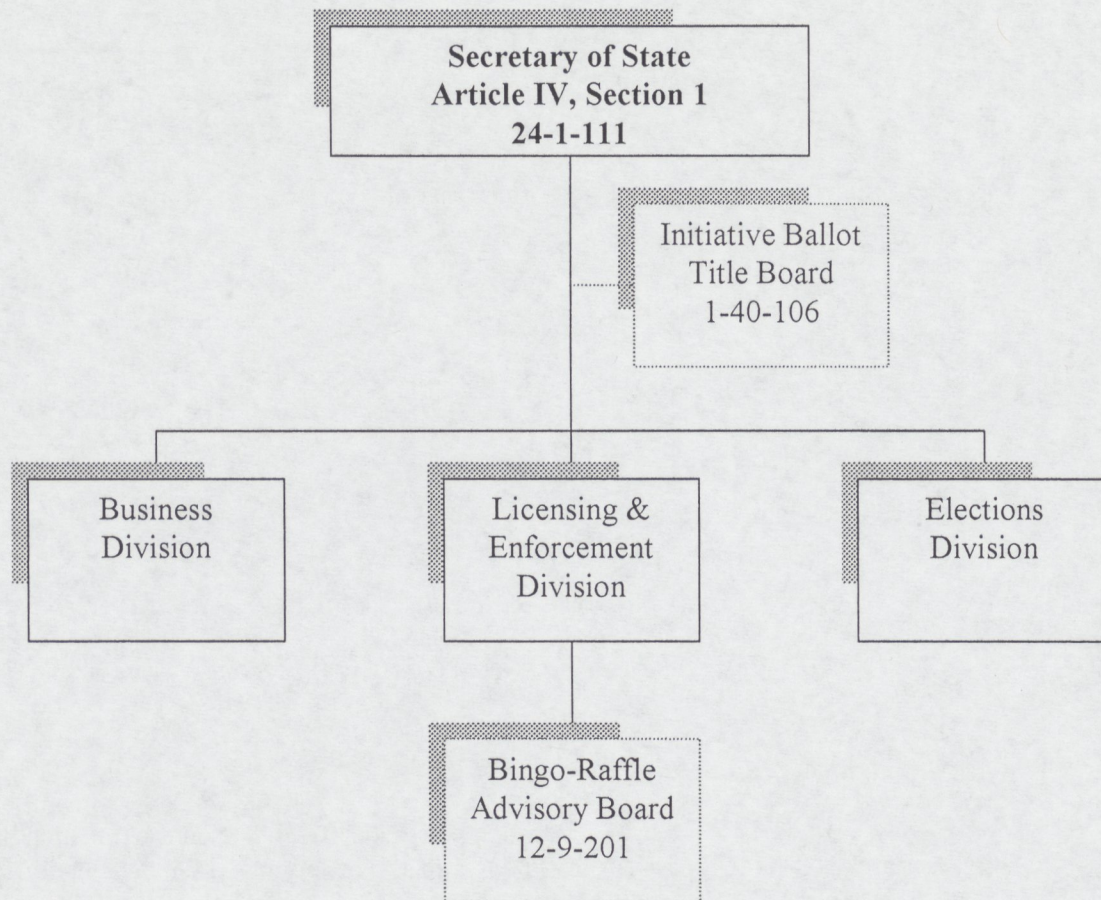 Secretary of State
Article IV, Section 1
24-1-111
Initiative Ballot
Title Board
1-40-106
Business
Division
Licensing &
Enforcement
Division
Elections
Division
Bingo-Raffle
Advisory Board
12-9-201